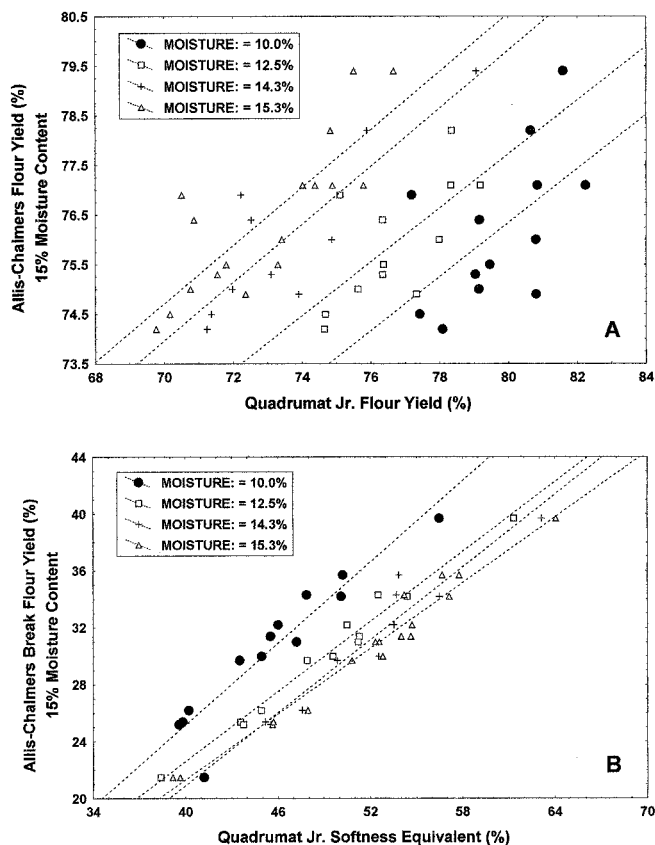 80.5
79.5
78.5
77.5
76.5
75.5
74.5
73.5
Allis-Chalmers Flour Yield (%)
15% Moisture Content
MOISTURE: = 10.0%
MOISTURE: = 12.5%
MOISTURE: = 14.3%
MOISTURE: = 15.3%
A
68 70 72 74 76 78 80 82 84
Quadrumat Jr. Flour Yield (%)
44
40
36
32
28
24
20
Allis-Chalmers Break Flour Yield (%)
15% Moisture Content
MOISTURE: = 10.0%
MOISTURE: = 12.5%
MOISTURE: = 14.3%
MOISTURE: = 15.3%
B
34 40 46 52 58 64 70
Quadrumat Jr. Softness Equivalent (%)